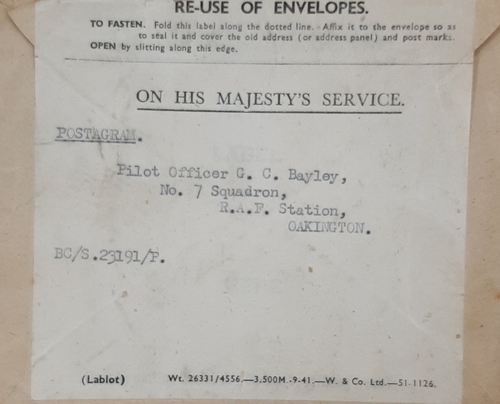 RE-USE OF ENVELOPES.
TO FASTEN. Fold this label along the dotted line. - Affix it to the envelope so as
to seal it and cover the old address (or address panel) and post marks.
OPEN by slitting along this edge.
ON HIS MAJESTY'S SERVICE.
POSTAGRAM.
Pilot Officer G. C. Bayley,
No. 7 Squadron,
R.A.F. Station,
OAKINGTON.
BC/S.23191/P.
(Lablot) Wt. 26331/4556.—3,500M.-9-41.—W. & Co. Ltd.—51-1126.